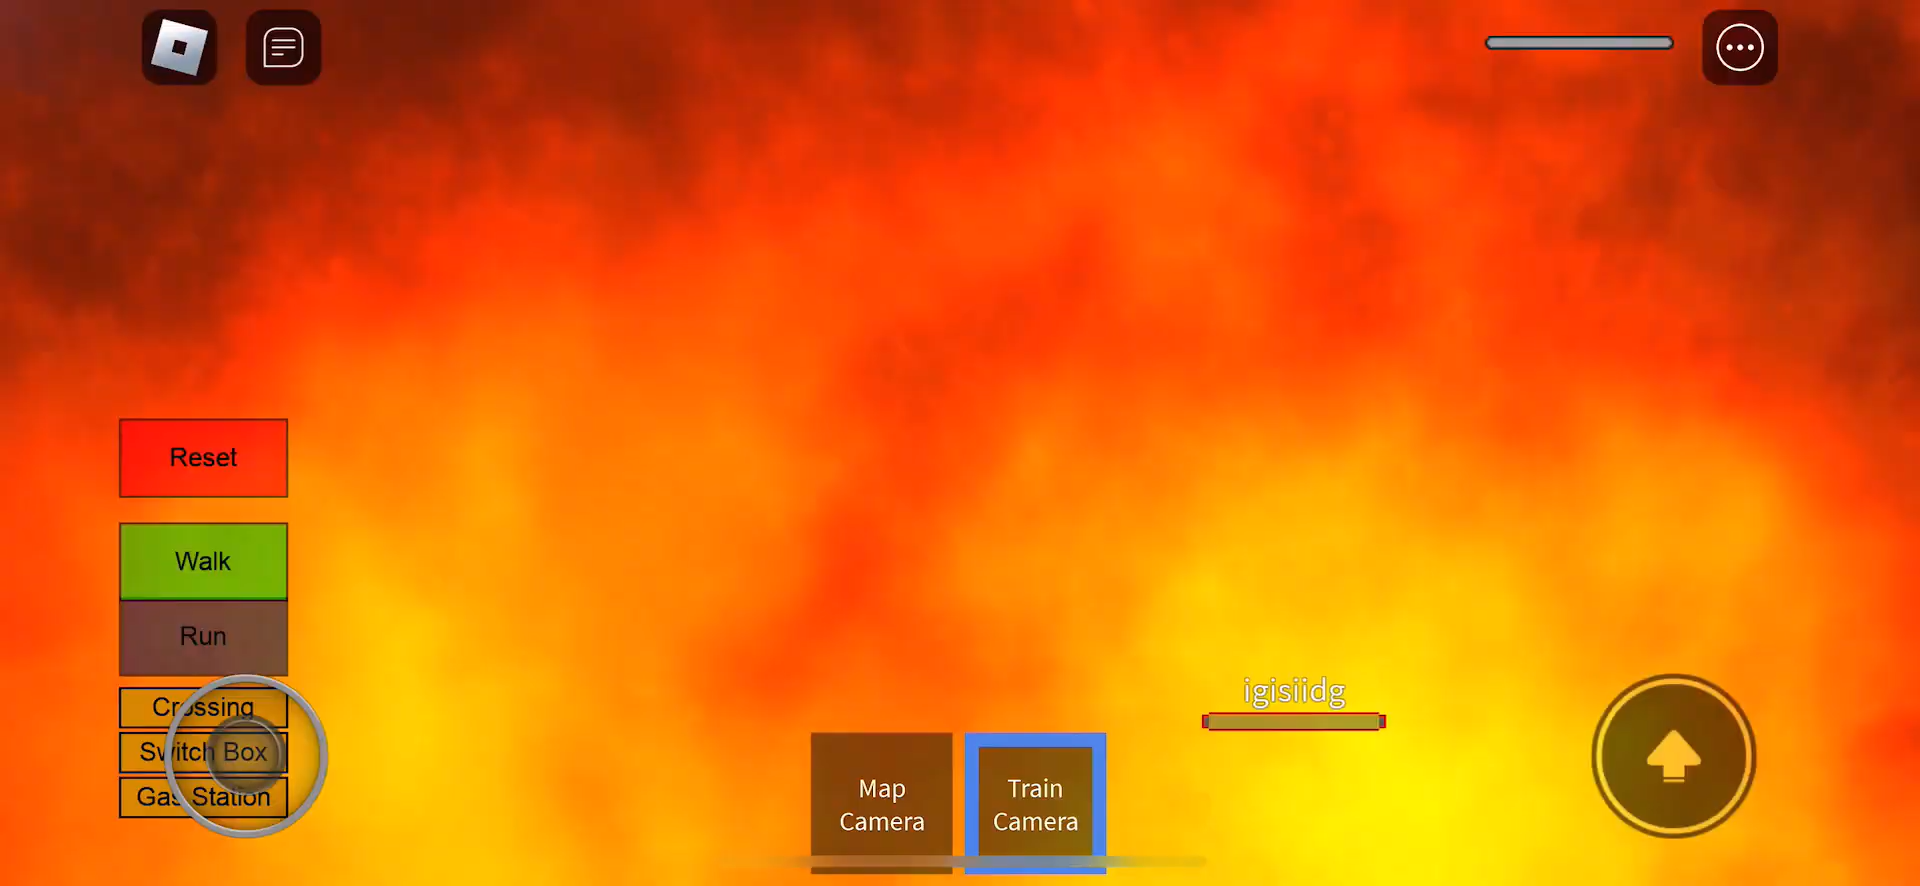 Reset
Walk
Run
Crossing
Switch Box
Gas Station
igisiidg
Map
Camera
Train
Camera